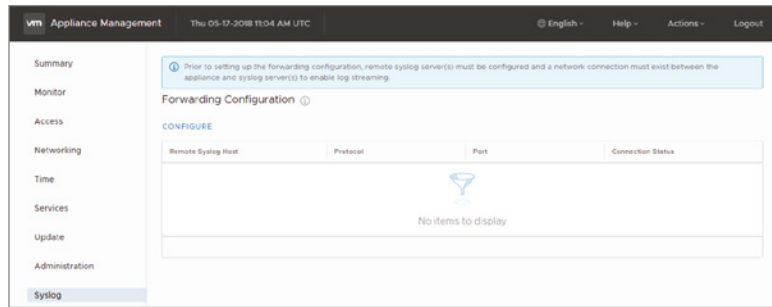 vm Appliance Management Thu 05-17-2018 11:04 AM UTC English Help Actions Logout
Summary
Monitor
Access
Networking
Time
Services
Update
Administration
Syslog
Prior to setting up the forwarding configuration, remote syslog server(s) must be configured and a network connection must exist between the
appliance and syslog server(s) to enable log streaming.
Forwarding Configuration
CONFIGURE
Remote Syslog Host Protocol Port Connection Status
No items to display